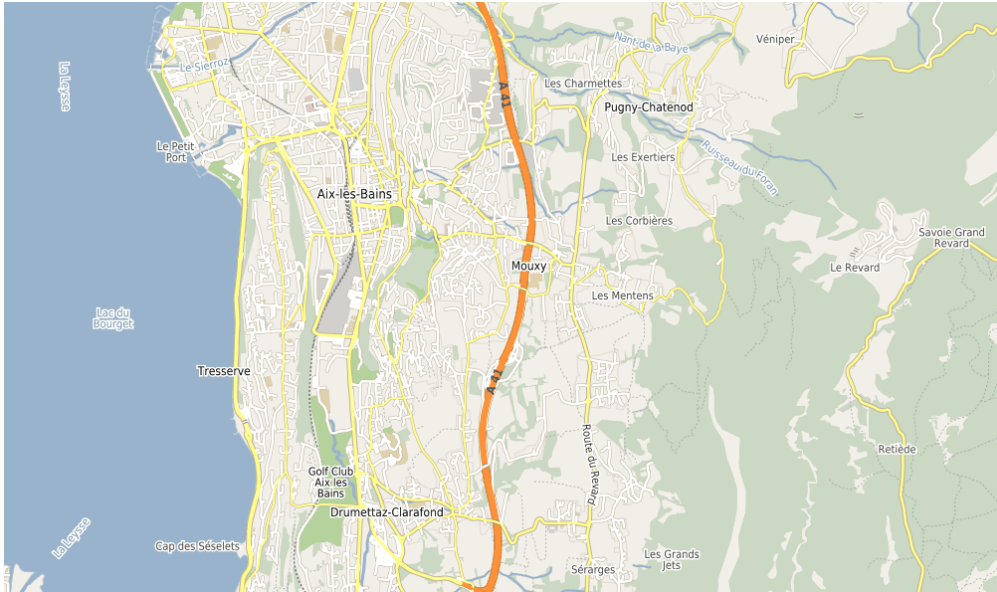 Véniper
Nant de la Baye
La Leysse
Le Sierroz
Les Charmettes
A 41
Pugny-Chatenod
Le Petit
Port
Les Exertiers
Ruisseau du Foran
Aix-les-Bains
Les Corbières
Savoie Grand
Revard
Mouxy
Le Revard
Les Mentens
Lac du
Bourget
Tresserve
A 41
Route du Revard
Retiède
Golf Club
Aix les
Bains
Drumettaz-Clarafond
La Leysse
Cap des Séselets
Les Grands
Jets
Sérarges